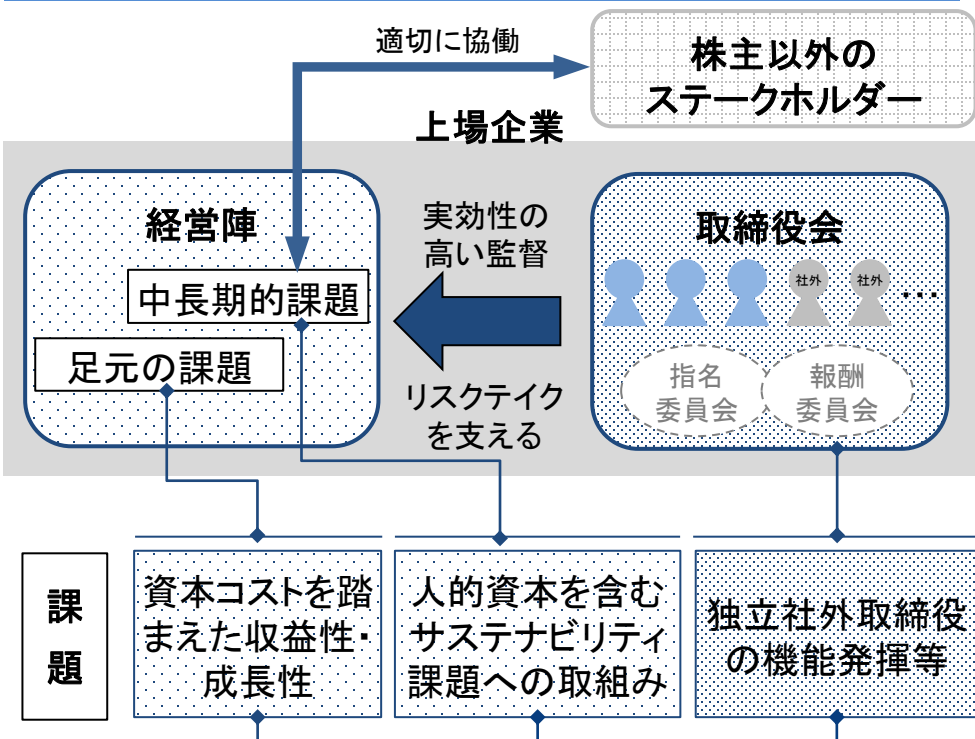 適切に協働
株主以外の
ステークホルダー
上場企業
経営陣
中長期的課題
足元の課題
実効性の
高い監督
リスクテイク
を支える
取締役会
社外
社外
…
指名
委員会
報酬
委員会
課
題
資本コストを踏
まえた収益性・
成長性
人的資本を含む
サステナビリティ
課題への取組み
独立社外取締役
の機能発揮等